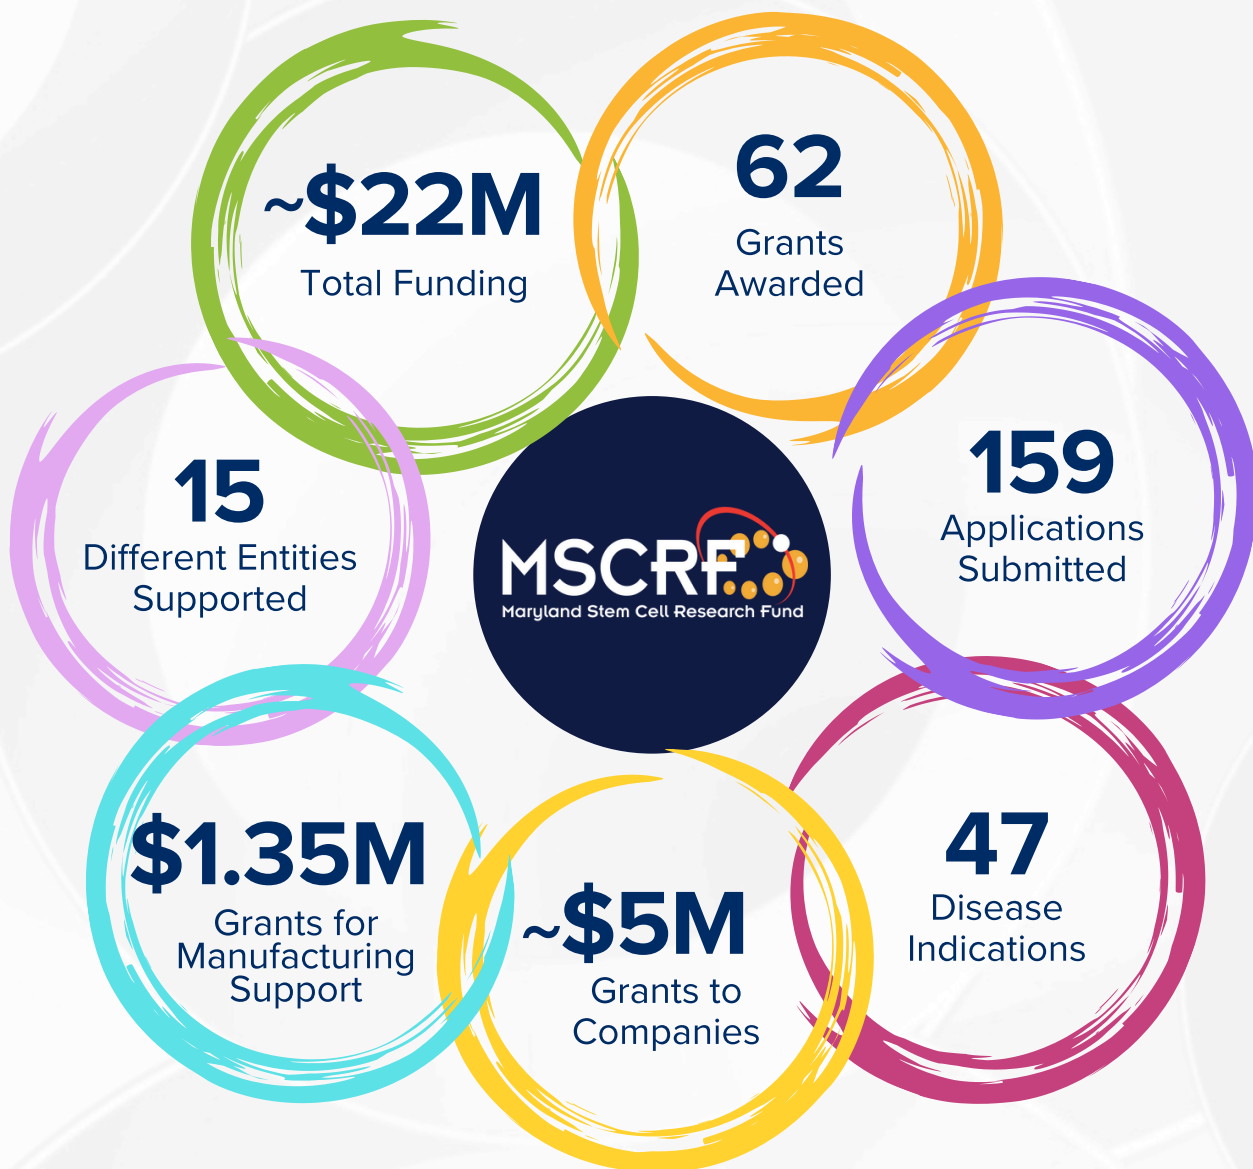 ~$22M
Total Funding
62
Grants
Awarded
159
Applications
Submitted
15
Different Entities
Supported
MSCRF
Maryland Stem Cell Research Fund
$1.35M
Grants for
Manufacturing
Support
~$5M
Grants to
Companies
47
Disease
Indications